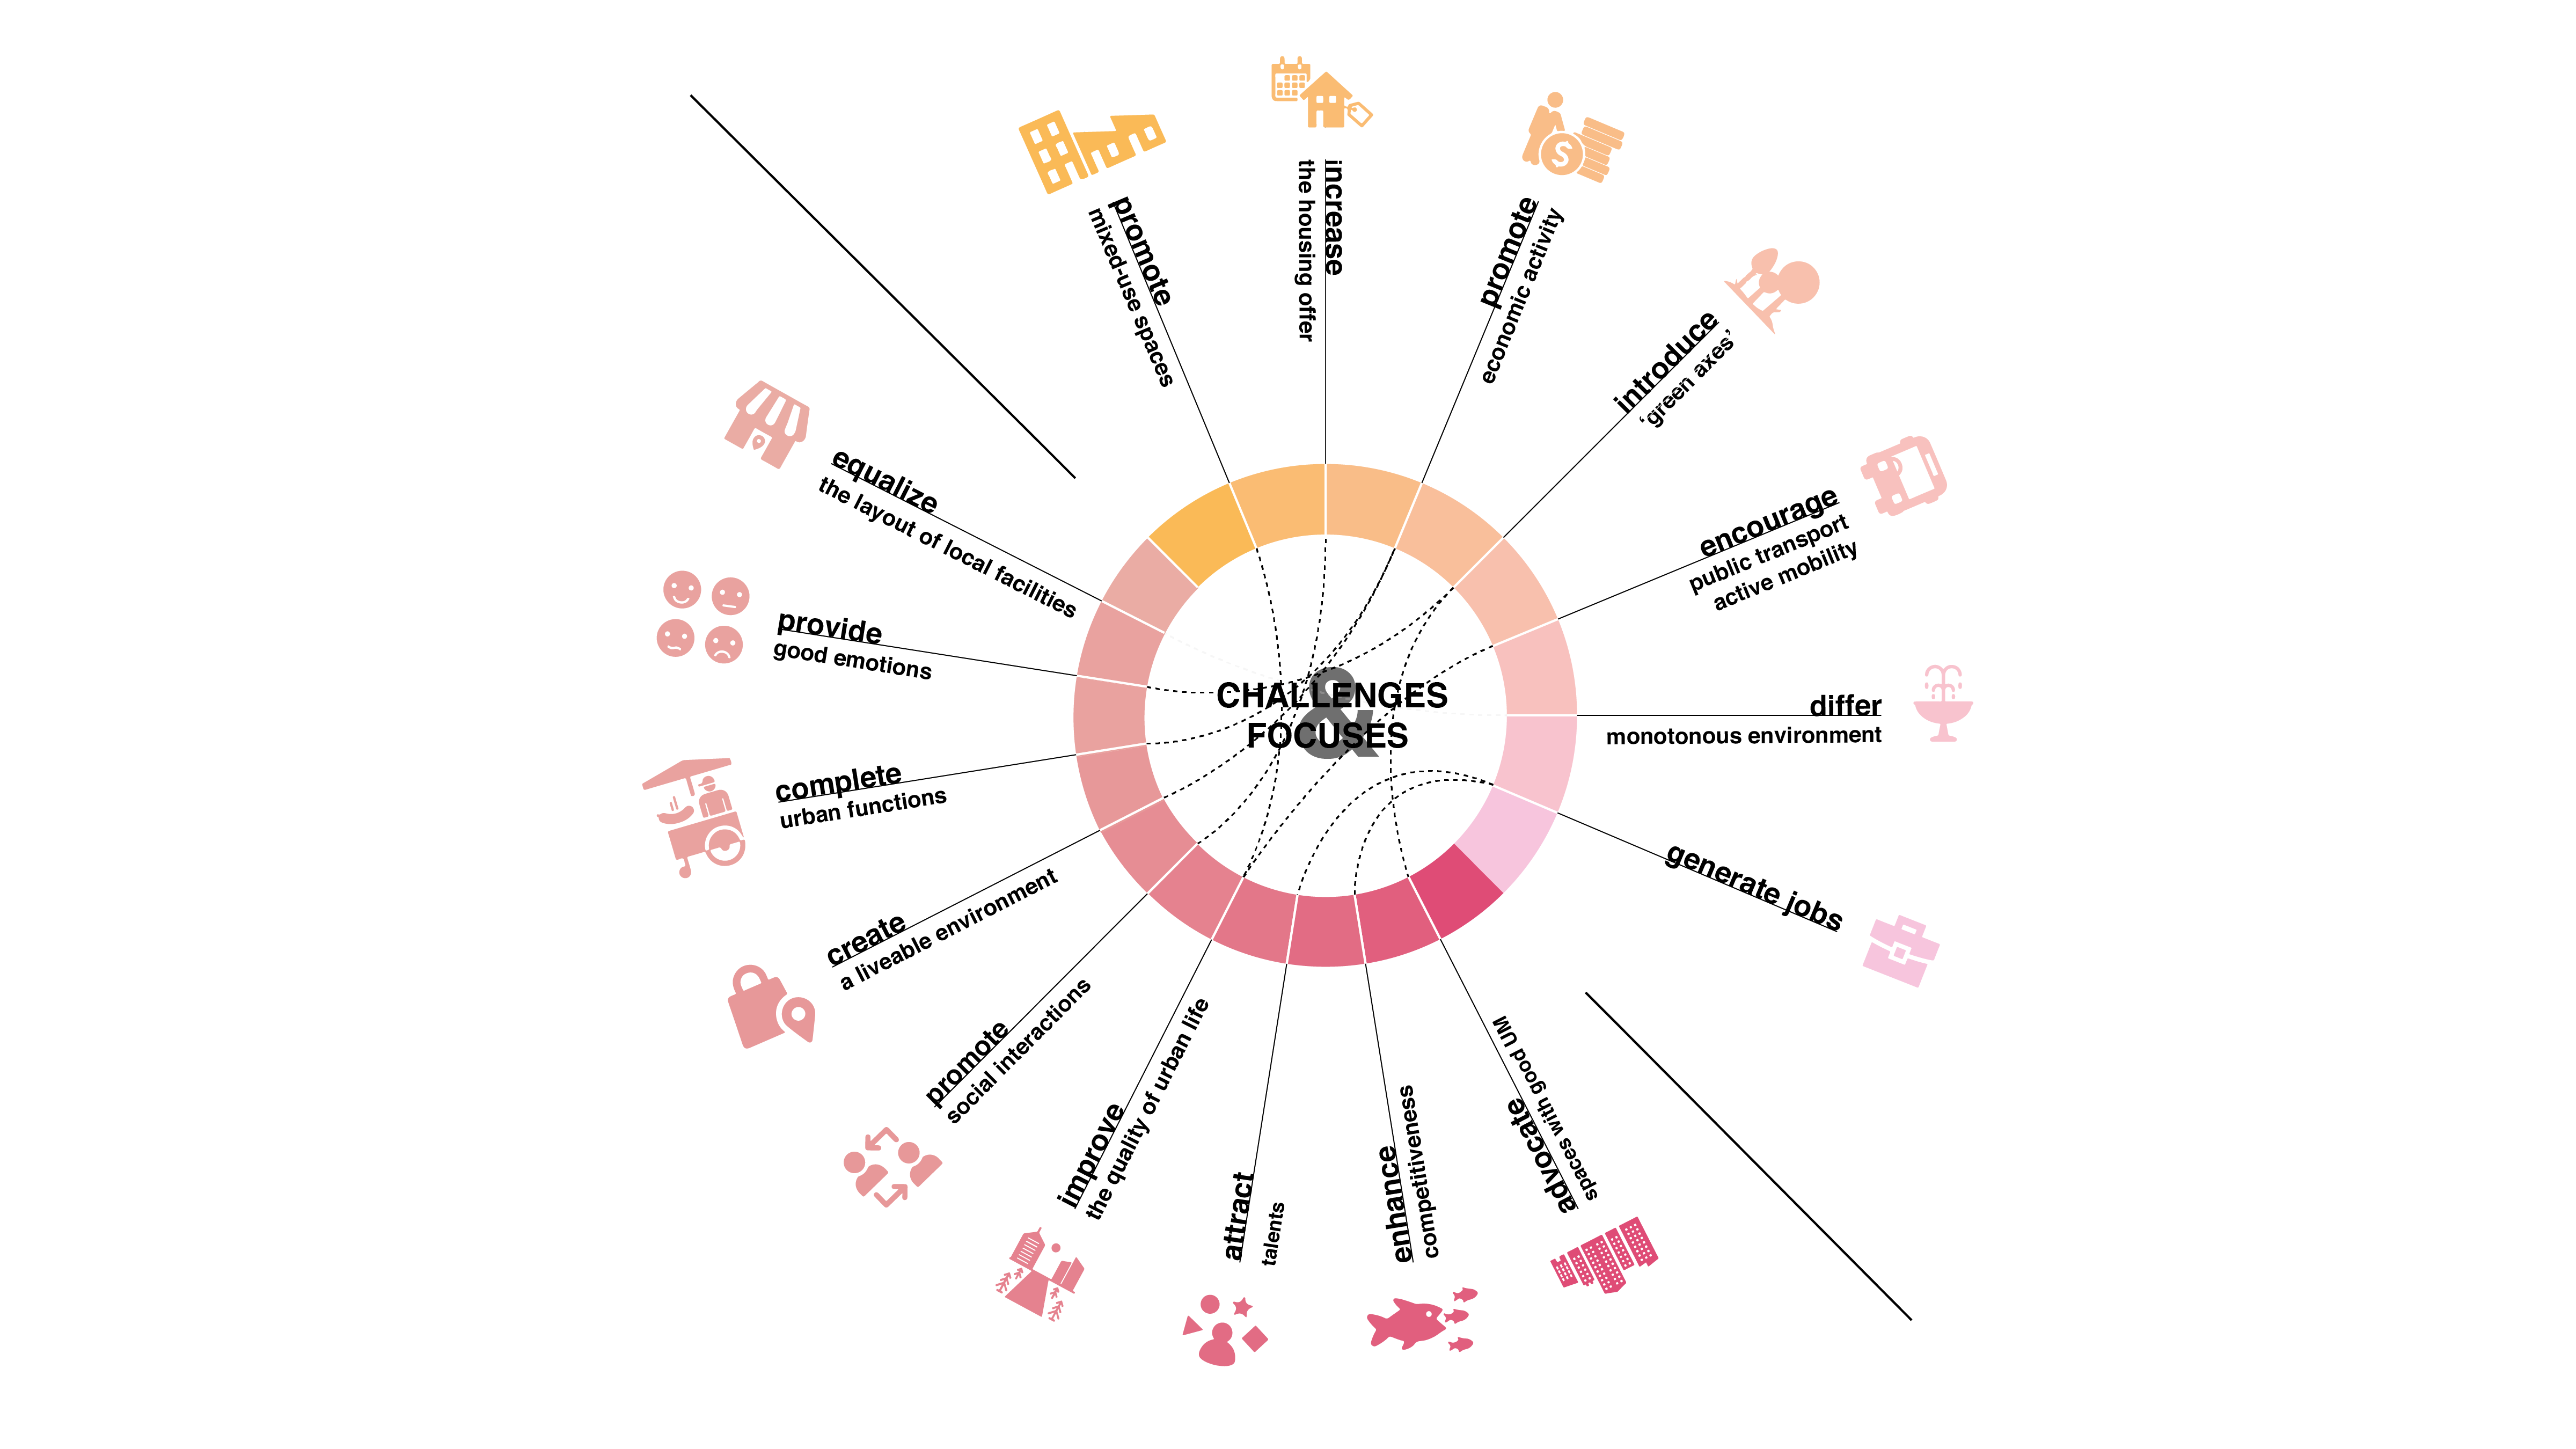 CHALLENGES
&
FOCUSES
promote
mixed-use spaces
increase
the housing offer
promote
economic activity
introduce
‘green axes’
encourage
public transport
active mobility
differ
monotonous environment
generate jobs
advocate
spaces with good UM
enhance
competitiveness
attract
talents
improve
the quality of urban life
promote
social interactions
create
a liveable environment
complete
urban functions
provide
good emotions
equalize
the layout of local facilities